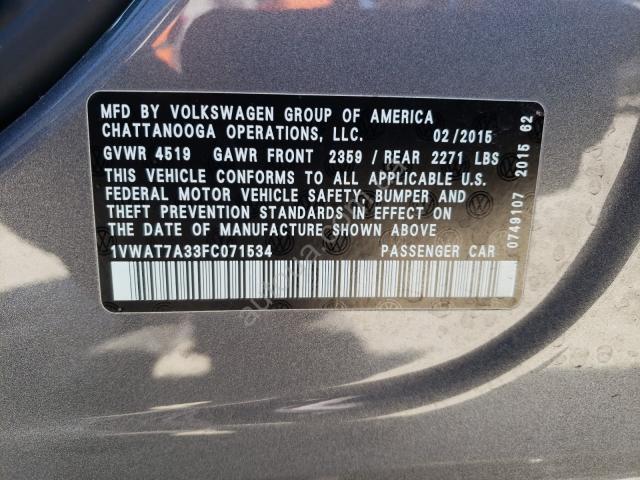 MFD BY VOLKSWAGEN GROUP OF AMERICA
CHATTANOOGA OPERATIONS, LLC. 02/2015
GVWR 4519 GAWR FRONT 2359 / REAR 2271 LBS
THIS VEHICLE CONFORMS TO ALL APPLICABLE U.S.
FEDERAL MOTOR VEHICLE SAFETY BUMPER AND
THEFT PREVENTION STANDARDS IN EFFECT ON
THE DATE OF MANUFACTURE SHOWN ABOVE
1VWAT7A33FC071534 PASSENGER CAR
0749107 2015 62